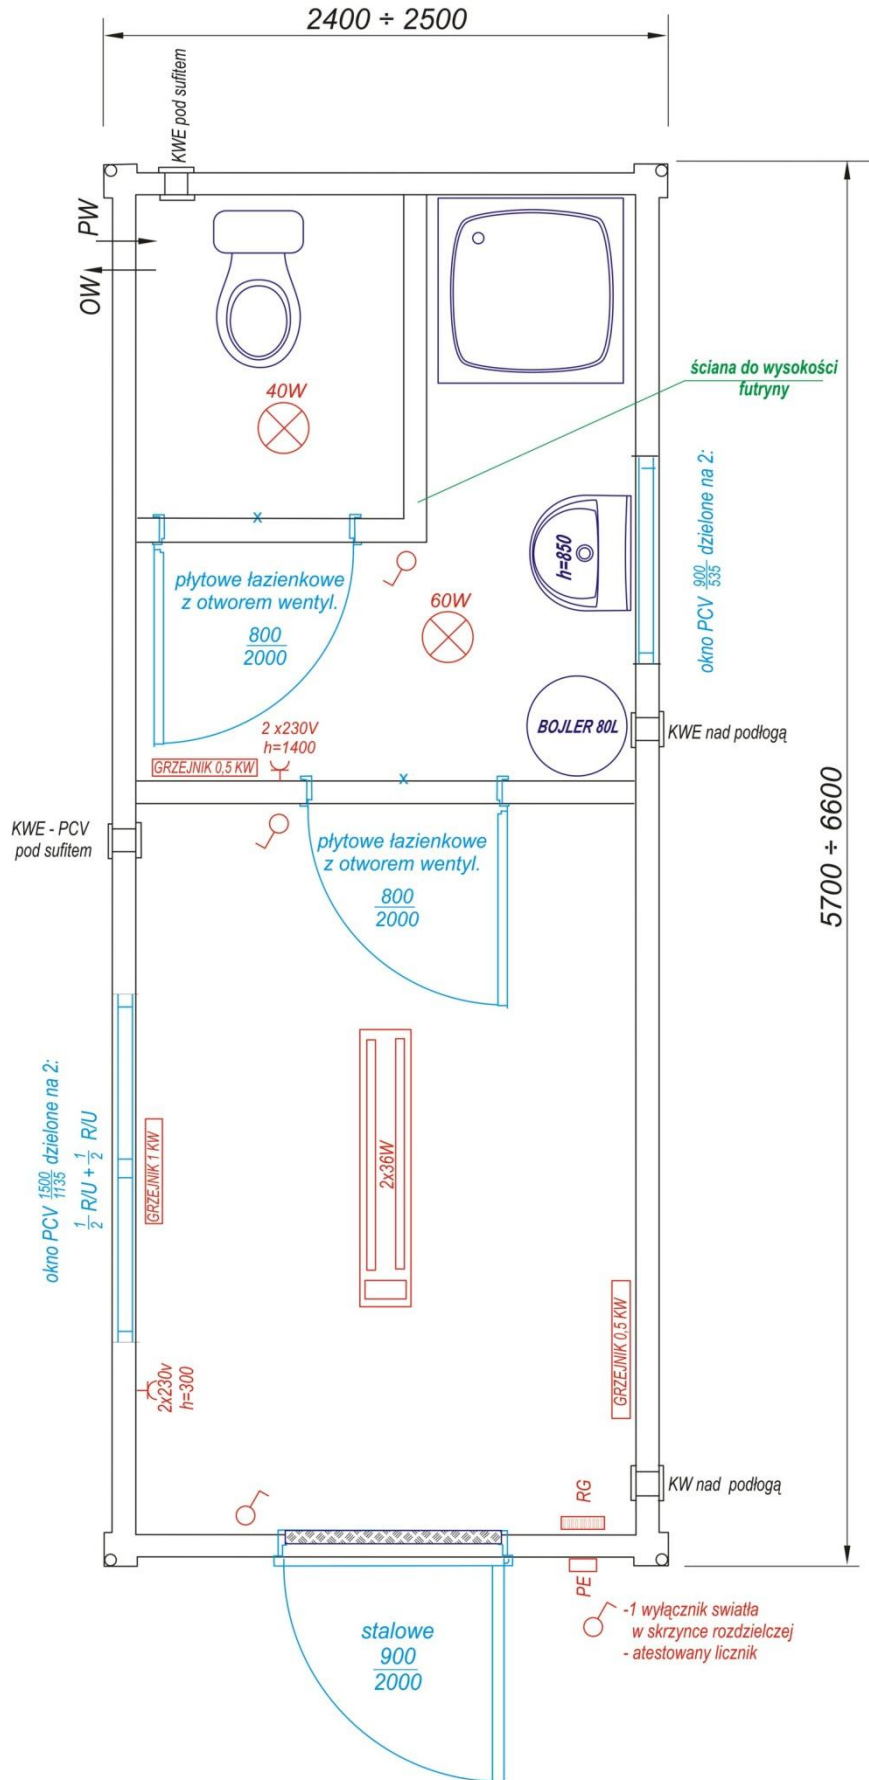 2400 ÷ 2500
KWE pod sufitem
PW
OW
40W
ściana do wysokości
futryny
okno PCV 900/535 dzielone na 2:
h=850
płytowe łazienkowe
z otworem wentyl.
800
2000
60W
BOJLER 80L
KWE nad podłogą
2 x230V
h=1400
GRZEJNIK 0,5 KW
x
x
KWE - PCV
pod sufitem
płytowe łazienkowe
z otworem wentyl.
800
2000
5700 ÷ 6600
okno PCV 1500/1135 dzielone na 2:
1/2 R/U + 1/2 R/U
GRZEJNIK 1 KW
2x36W
GRZEJNIK 0,5 KW
2x230v
h=300
KW nad podłogą
RG
PE
stalowe
900
2000
-1 wyłącznik swiatła
w skrzynce rozdzielczej
- atestowany licznik